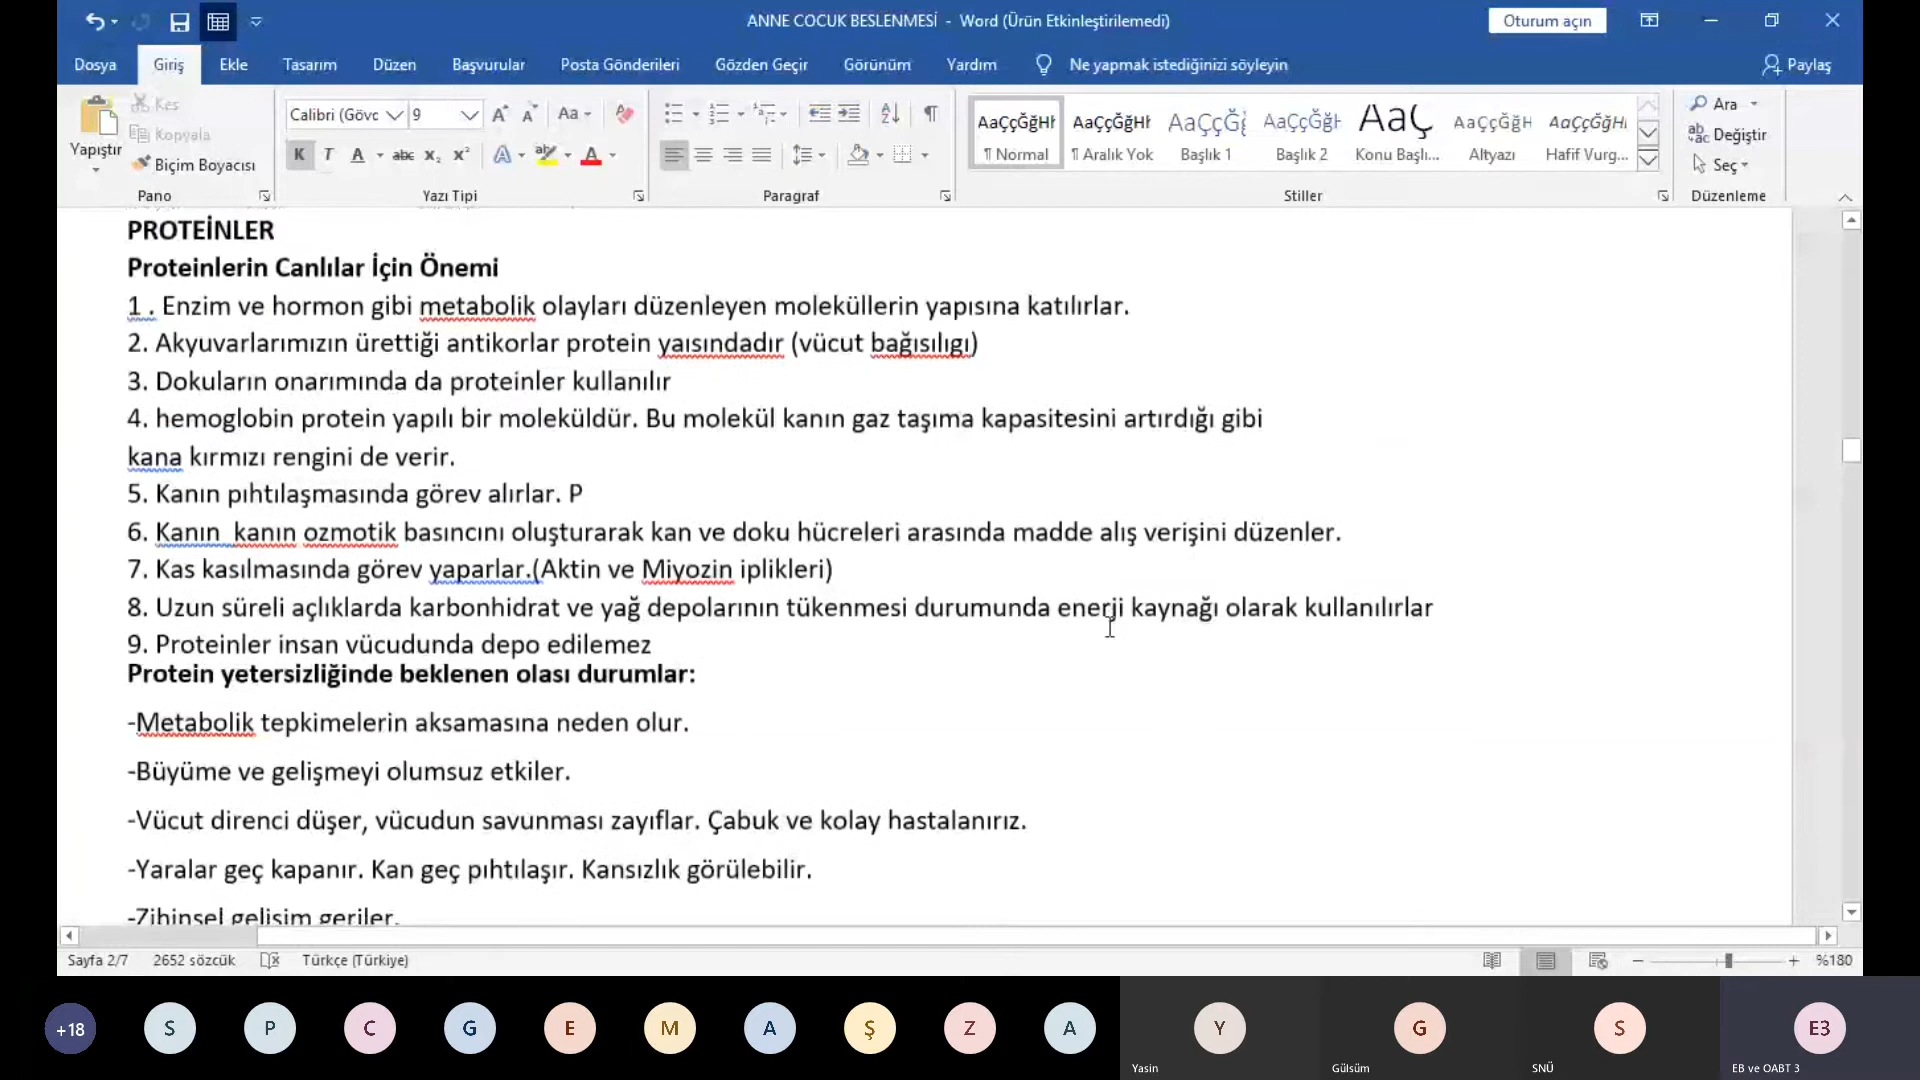 ANNE COCUK BESLENMESİ - Word (Ürün Etkinleştirilemedi)
Oturum açın
Dosya Giriş Ekle Tasarım Düzen Başvurular Posta Gönderileri Gözden Geçir Görünüm Yardım Ne yapmak istediğinizi söyleyin Paylaş
Yapıştır
Kes
Kopyala
Biçim Boyacısı
Pano
Calibri (Gövc 9
Yazı Tipi
Paragraf
AaÇçĞğHł AaÇçĞğHł AaÇçĞğ AaÇçĞğH AaÇ AaÇçĞğH AaÇçĞğHı
¶ Normal ¶ Aralık Yok Başlık 1 Başlık 2 Konu Başlı... Altyazı Hafif Vurg...
Stiller
Ara
Değiştir
Seç
Düzenleme
PROTEİNLER
Proteinlerin Canlılar İçin Önemi
1 . Enzim ve hormon gibi metabolik olayları düzenleyen moleküllerin yapısına katılırlar.
2. Akyuvarlarımızın ürettiği antikorlar protein yaısındadır (vücut bağısılıgı)
3. Dokuların onarımında da proteinler kullanılır
4. hemoglobin protein yapılı bir moleküldür. Bu molekül kanın gaz taşıma kapasitesini artırdığı gibi
kana kırmızı rengini de verir.
5. Kanın pıhtılaşmasında görev alırlar. P
6. Kanın  kanın ozmotik basıncını oluşturarak kan ve doku hücreleri arasında madde alış verişini düzenler.
7. Kas kasılmasında görev yaparlar.(Aktin ve Miyozin iplikleri)
8. Uzun süreli açlıklarda karbonhidrat ve yağ depolarının tükenmesi durumunda enerji kaynağı olarak kullanılırlar
9. Proteinler insan vücudunda depo edilemez
Protein yetersizliğinde beklenen olası durumlar:
-Metabolik tepkimelerin aksamasına neden olur.
-Büyüme ve gelişmeyi olumsuz etkiler.
-Vücut direnci düşer, vücudun savunması zayıflar. Çabuk ve kolay hastalanırız.
-Yaralar geç kapanır. Kan geç pıhtılaşır. Kansızlık görülebilir.
-Zihinsel gelişim geriler.
Sayfa 2/7 2652 sözcük Türkçe (Türkiye) %180
+18 S P C G E M A Ş Z A Y G S E3
Yasin Gülsüm SNÜ EB ve OABT 3